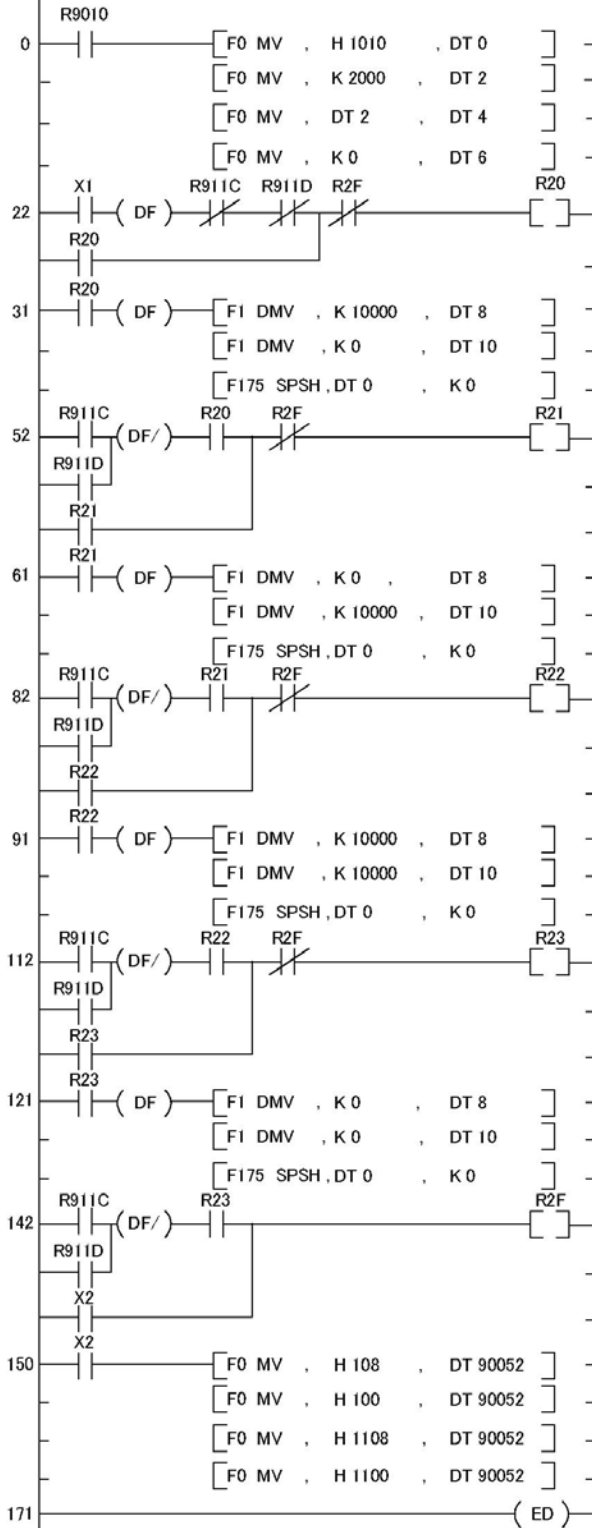 R9010
0 [F0 MV , H 1010 , DT 0 ]
[F0 MV , K 2000 , DT 2 ]
[F0 MV , DT 2 , DT 4 ]
[F0 MV , K 0 , DT 6 ]
X1 R911C R911D R2F R20
22 ( DF )
R20
R20
31 ( DF ) [F1 DMV , K 10000 , DT 8 ]
[F1 DMV , K 0 , DT 10 ]
[F175 SPSH , DT 0 , K 0 ]
R911C R20 R2F R21
52 ( DF/ )
R911D
R21
R21
61 ( DF ) [F1 DMV , K 0 , DT 8 ]
[F1 DMV , K 10000 , DT 10 ]
[F175 SPSH , DT 0 , K 0 ]
R911C R21 R2F R22
82 ( DF/ )
R911D
R22
R22
91 ( DF ) [F1 DMV , K 10000 , DT 8 ]
[F1 DMV , K 10000 , DT 10 ]
[F175 SPSH , DT 0 , K 0 ]
R911C R22 R2F R23
112 ( DF/ )
R911D
R23
R23
121 ( DF ) [F1 DMV , K 0 , DT 8 ]
[F1 DMV , K 0 , DT 10 ]
[F175 SPSH , DT 0 , K 0 ]
R911C R23 R2F
142 ( DF/ )
R911D
X2
X2
150 [F0 MV , H 108 , DT 90052 ]
[F0 MV , H 100 , DT 90052 ]
[F0 MV , H 1108 , DT 90052 ]
[F0 MV , H 1100 , DT 90052 ]
171 ( ED )